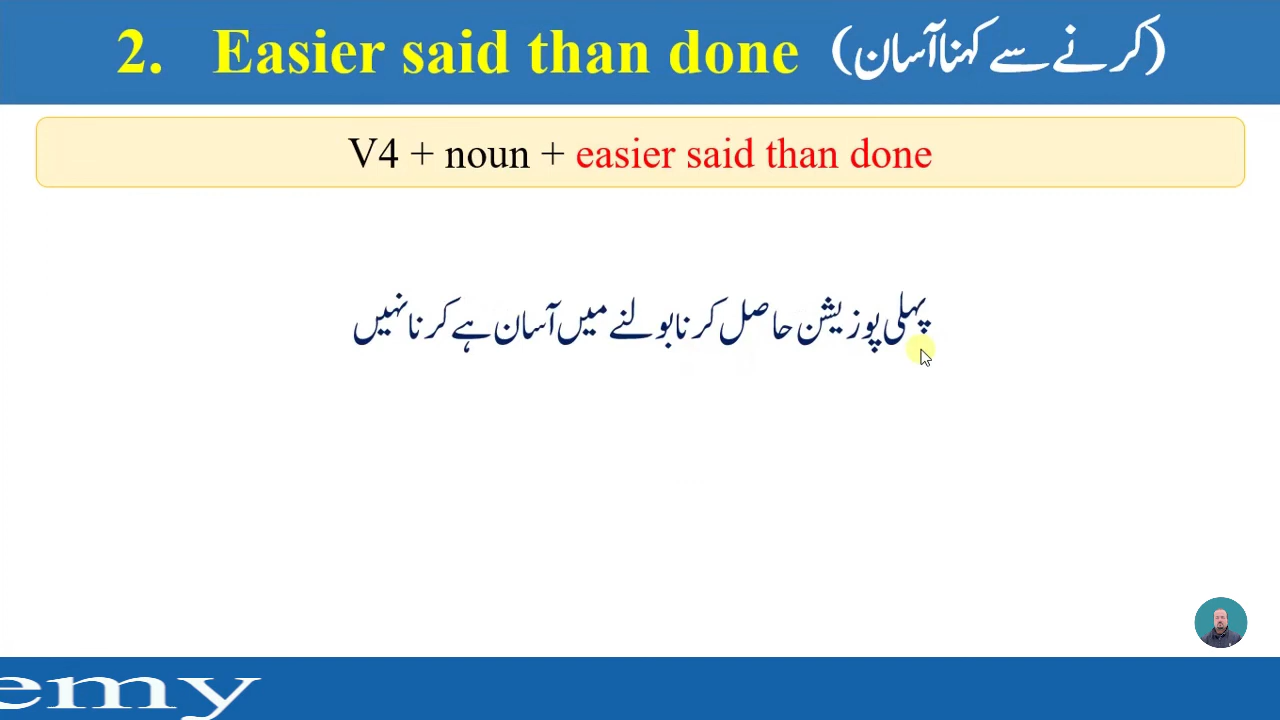 2. Easier said than done (کرنے سے کہنا آسان)
V4 + noun + easier said than done
پہلی پوزیشن حاصل کرنا بولنے میں آسان ہے کرنا نہیں
emy